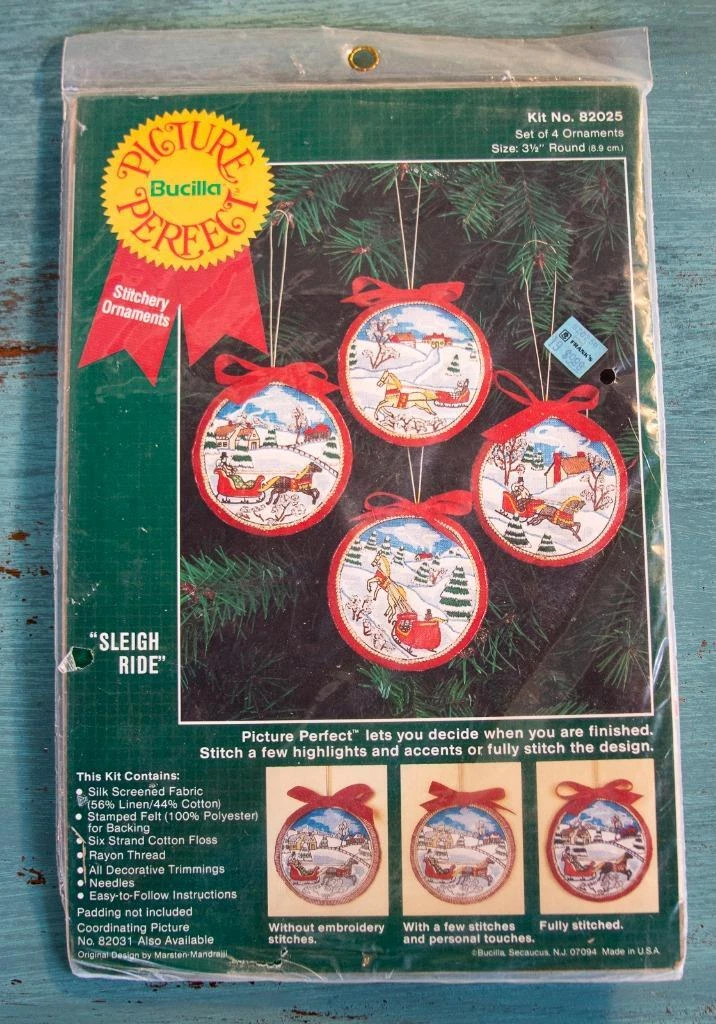 Kit No. 82025
Set of 4 Ornaments
Size: 3½" Round (8.9 cm.)
PICTURE
Bucilla
PERFECT
Stitchery
Ornaments
FRANK'S
"SLEIGH
RIDE"
Picture Perfect™ lets you decide when you are finished.
Stitch a few highlights and accents or fully stitch the design.
This Kit Contains:
• Silk Screened Fabric
(56% Linen/44% Cotton)
• Stamped Felt (100% Polyester)
for Backing
• Six Strand Cotton Floss
• Rayon Thread
• All Decorative Trimmings
• Needles
• Easy-to-Follow Instructions
Padding not included
Coordinating Picture
No. 82031 Also Available
Original Design by Marsten-Mandrajji
Without embroidery
stitches.
With a few stitches
and personal touches.
Fully stitched.
©Bucilla, Secaucus, N.J. 07094 Made in U.S.A.